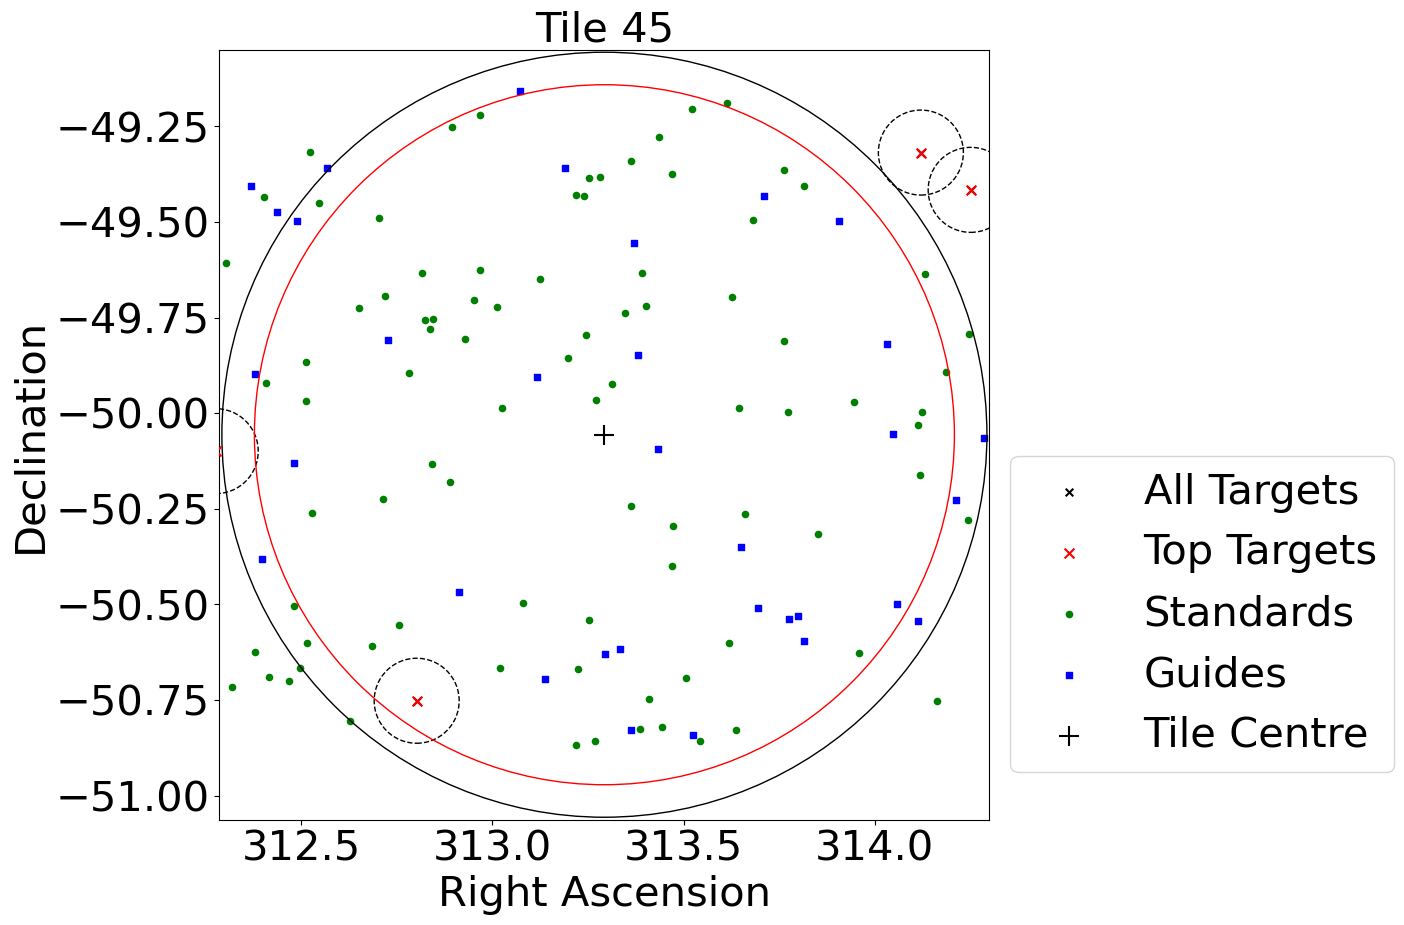 Tile 45
Declination
−49.25
−49.50
−49.75
−50.00
−50.25
−50.50
−50.75
−51.00
312.5 313.0 313.5 314.0
Right Ascension
All Targets
Top Targets
Standards
Guides
Tile Centre